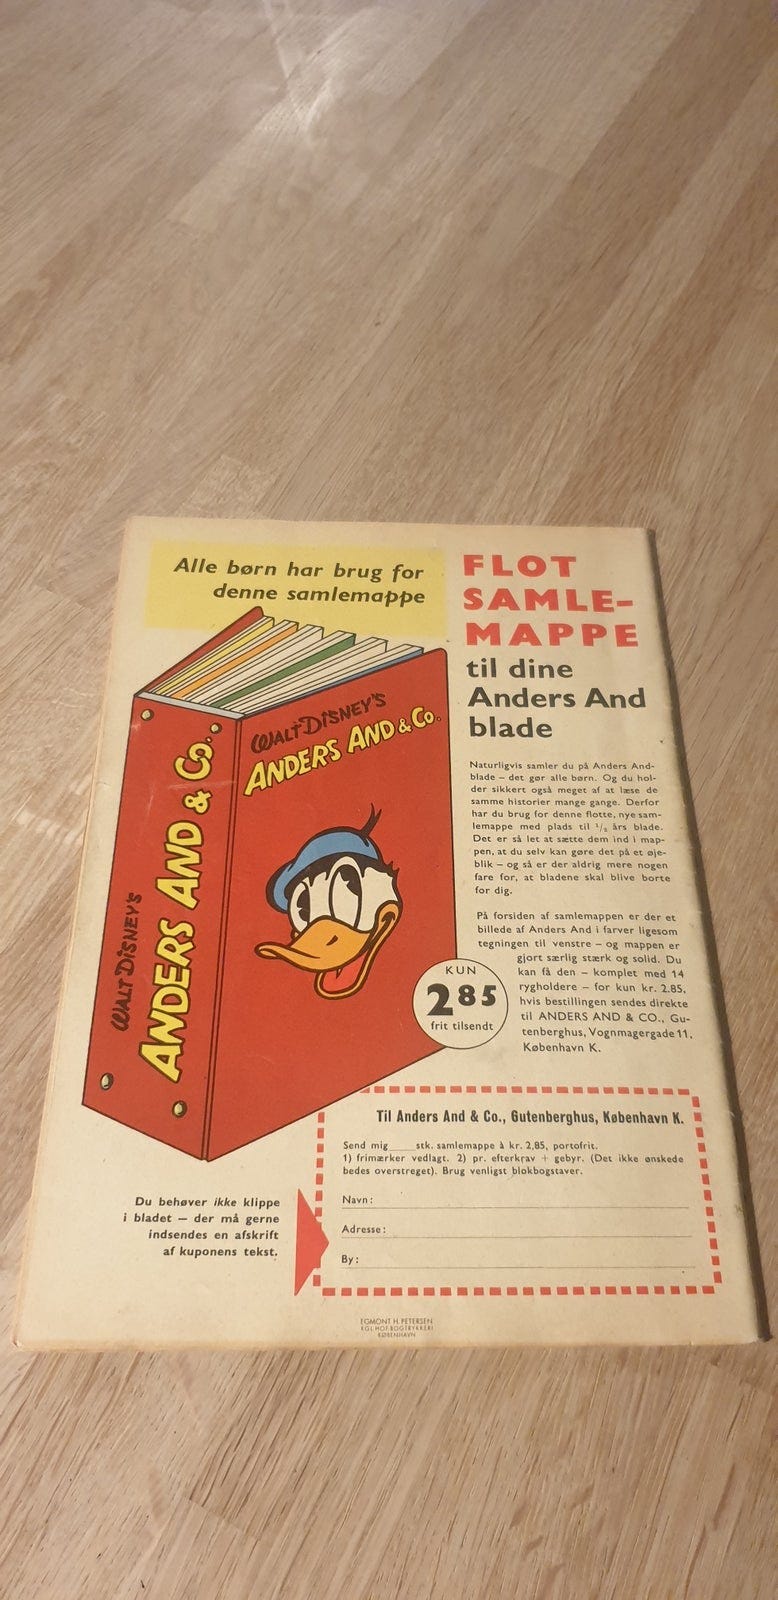 Alle børn har brug for
denne samlemappe
FLOT
SAMLE-
MAPPE
til dine
Anders And
blade
WALT DISNEY'S
ANDERS AND & Co.
WALT DISNEY'S
ANDERS AND & Co.
Naturligvis samler du på Anders And-
blade – det gør alle børn. Og du hol-
der sikkert også meget af at læse de
samme historier mange gange. Derfor
har du brug for denne flotte, nye sam-
lemappe med plads til 1/2 års blade.
Det er så let at sætte dem ind i map-
pen, at du selv kan gøre det på et øje-
blik – og så er der aldrig mere nogen
fare for, at bladene skal blive borte
for dig.
På forsiden af samlemappen er der et
billede af Anders And i farver ligesom
tegningen til venstre – og mappen er
gjort særlig stærk og solid. Du
kan få den – komplet med 14
rygholdere – for kun kr. 2.85,
hvis bestillingen sendes direkte
til ANDERS AND & CO., Gu-
tenberghus, Vognmagergade 11,
København K.
KUN
2 85
frit tilsendt
Til Anders And & Co., Gutenberghus, København K.
Send mig stk. samlemappe à kr. 2,85, portofrit.
1) frimærker vedlagt. 2) pr. efterkrav + gebyr. (Det ikke ønskede
bedes overstreget). Brug venligst blokbogstaver.
Navn:
Adresse:
By:
Du behøver ikke klippe
i bladet – der må gerne
indsendes en afskrift
af kuponens tekst.
EGMONT H. PETERSEN
KGL. HOF-BOGTRYKKERI
KØBENHAVN